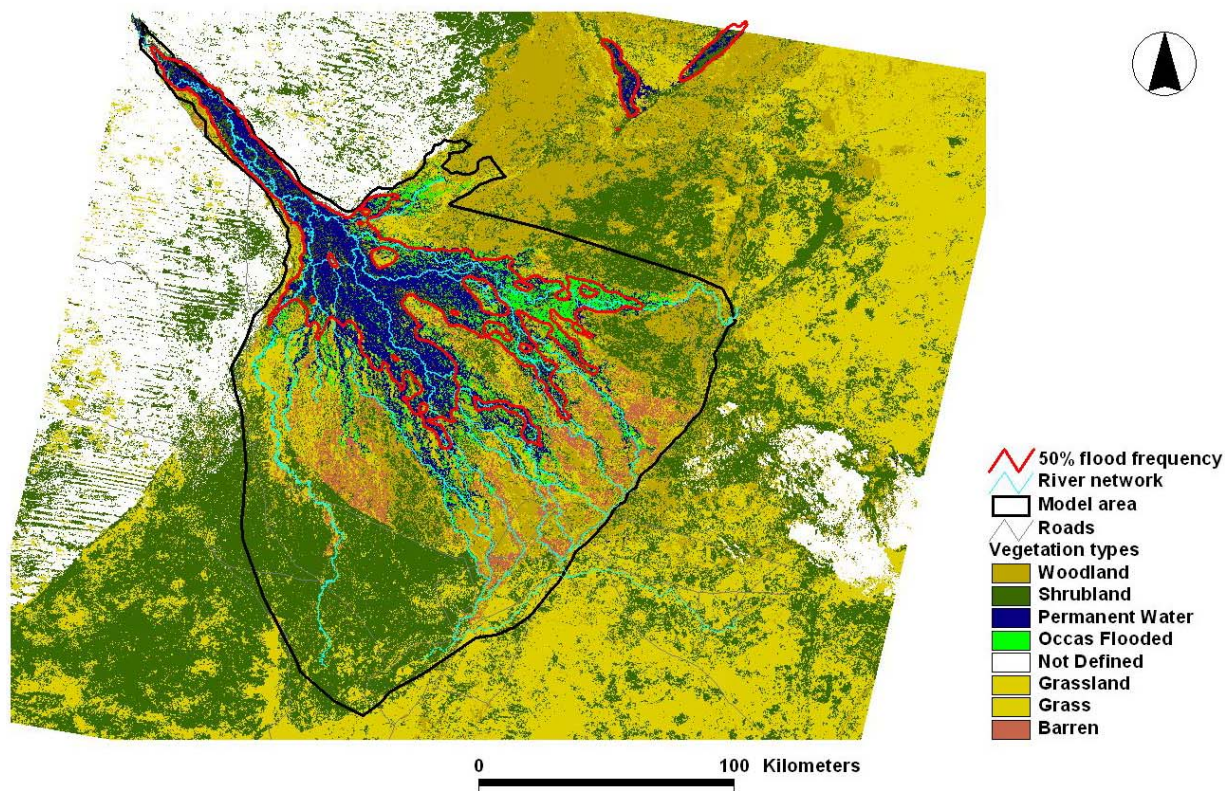 50% flood frequency
River network
Model area
Roads
Vegetation types
Woodland
Shrubland
Permanent Water
Occas Flooded
Not Defined
Grassland
Grass
Barren
0 100 Kilometers